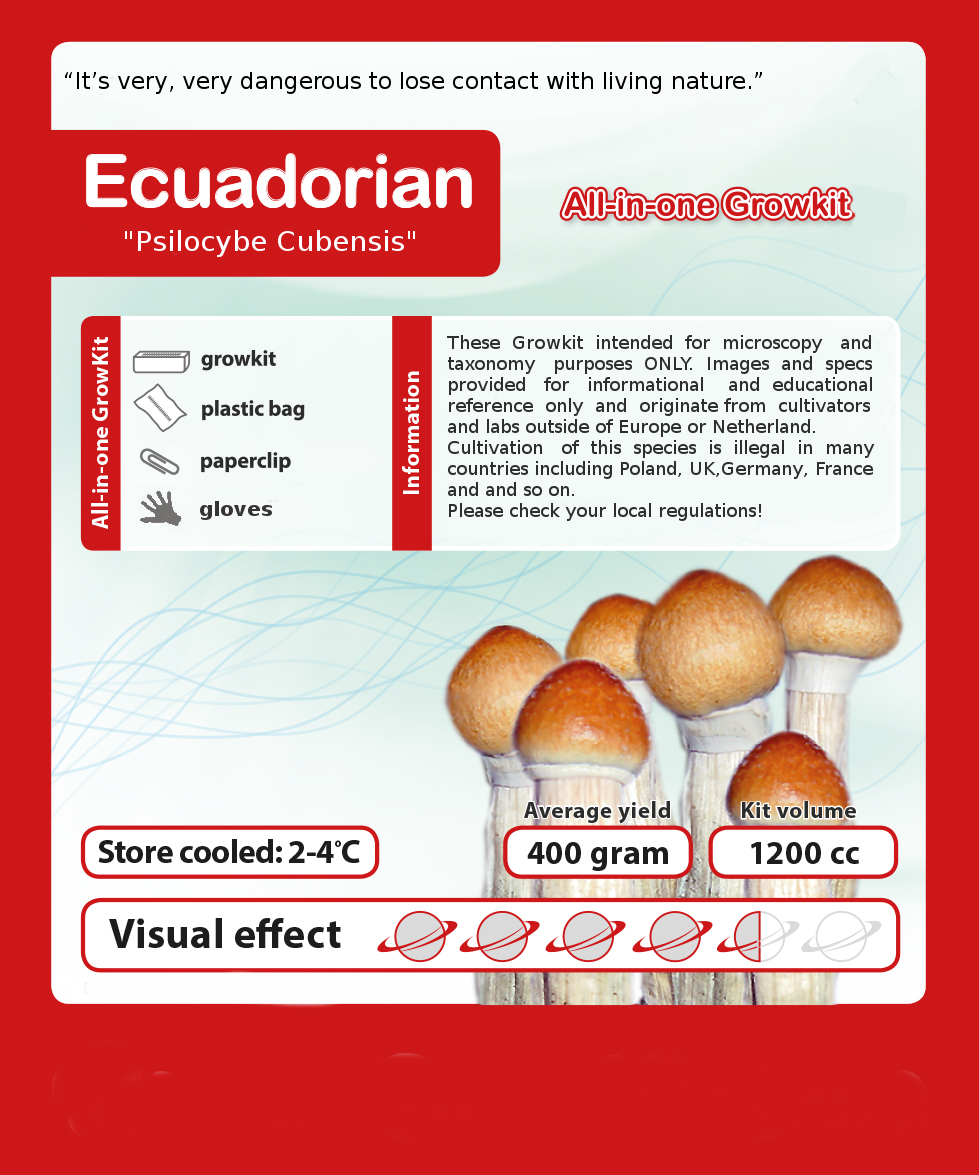 “It’s very, very dangerous to lose contact with living nature.”
Ecuadorian
"Psilocybe Cubensis"
All-in-one Growkit
All-in-one GrowKit
growkit
plastic bag
paperclip
gloves
Information
These Growkit intended for microscopy and
taxonomy purposes ONLY. Images and specs
provided for informational and educational
reference only and originate from cultivators
and labs outside of Europe or Netherland.
Cultivation of this species is illegal in many
countries including Poland, UK,Germany, France
and and so on.
Please check your local regulations!
Average yield
Kit volume
Store cooled: 2-4°C
400 gram
1200 cc
Visual effect